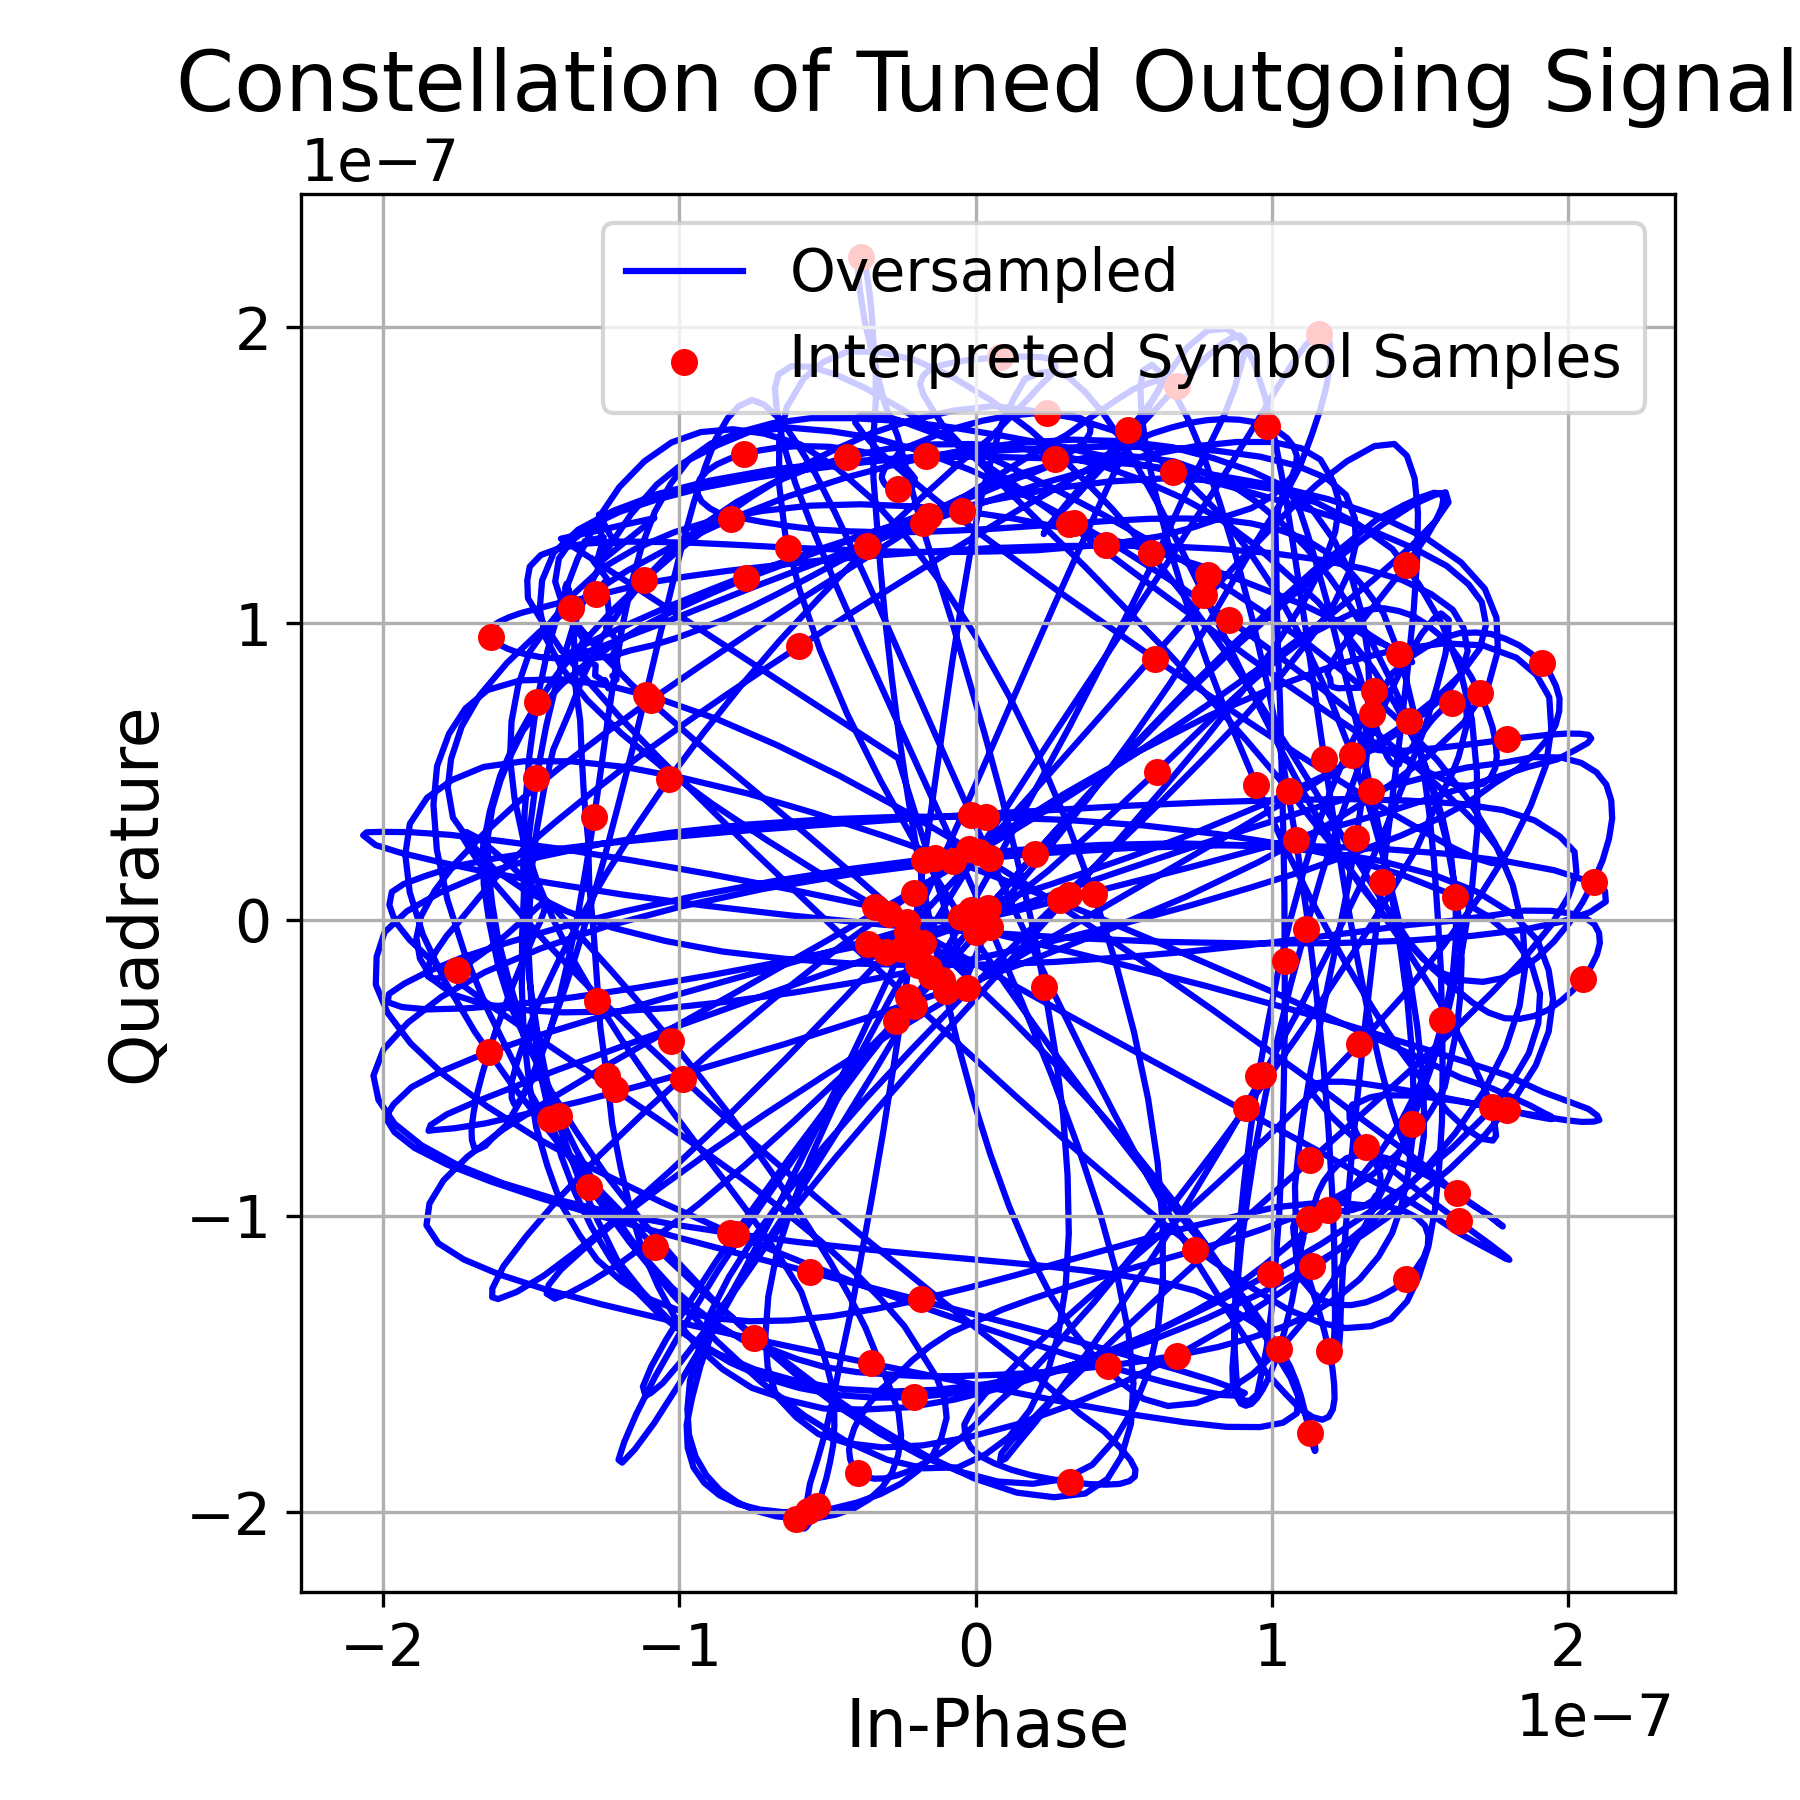 Constellation of Tuned Outgoing Signal
1e−7
Oversampled
Interpreted Symbol Samples
2
1
0
−1
−2
Quadrature
−2
−1
0
1
2
1e−7
In-Phase